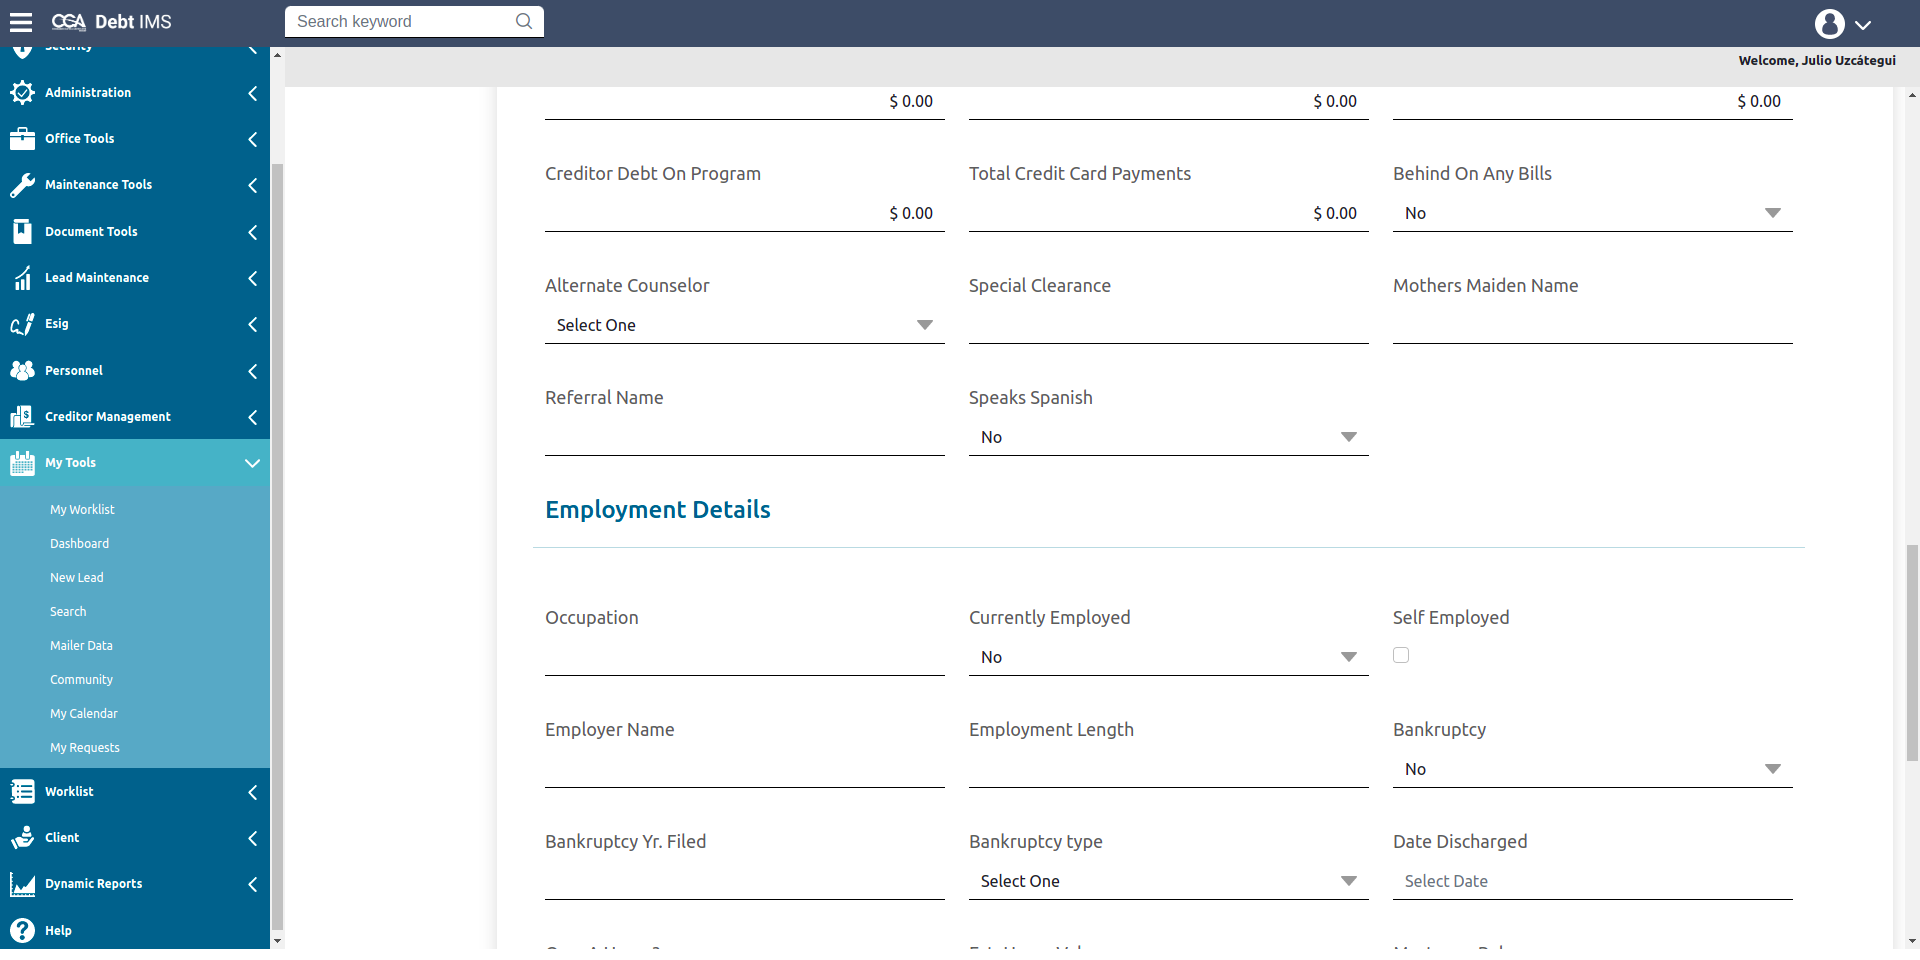 CGA Debt IMS
Search keyword
Welcome, Julio Uzcátegui
Security
Administration
Office Tools
Maintenance Tools
Document Tools
Lead Maintenance
Esig
Personnel
Creditor Management
My Tools
My Worklist
Dashboard
New Lead
Search
Mailer Data
Community
My Calendar
My Requests
Worklist
Client
Dynamic Reports
Help
$ 0.00
$ 0.00
$ 0.00
Creditor Debt On Program
Total Credit Card Payments
Behind On Any Bills
$ 0.00
$ 0.00
No
Alternate Counselor
Special Clearance
Mothers Maiden Name
Select One
Referral Name
Speaks Spanish
No
Employment Details
Occupation
Currently Employed
Self Employed
No
Employer Name
Employment Length
Bankruptcy
No
Bankruptcy Yr. Filed
Bankruptcy type
Date Discharged
Select One
Select Date